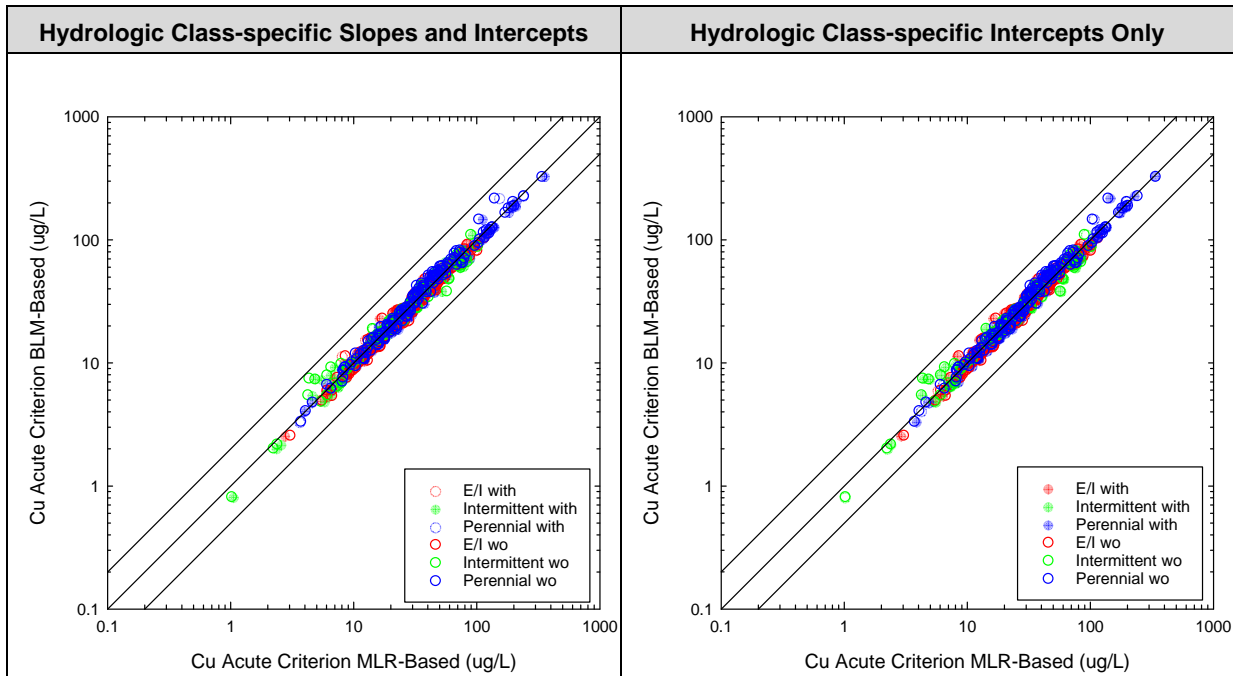 Hydrologic Class-specific Slopes and Intercepts
Hydrologic Class-specific Intercepts Only
Cu Acute Criterion BLM-Based (ug/L)
1000
100
10
1
0.1
E/I with
Intermittent with
Perennial with
E/I wo
Intermittent wo
Perennial wo
0.1 1 10 100 1000
Cu Acute Criterion MLR-Based (ug/L)
Cu Acute Criterion BLM-Based (ug/L)
1000
100
10
1
0.1
E/I with
Intermittent with
Perennial with
E/I wo
Intermittent wo
Perennial wo
0.1 1 10 100 1000
Cu Acute Criterion MLR-Based (ug/L)